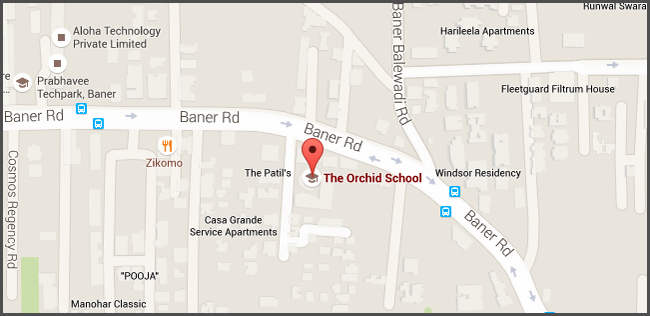 Runwal Swara
Aloha Technology
Private Limited
Harileela Apartments
Baner Balewadi Rd
re
Prabhavee
Techpark, Baner
Fleetguard Filtrum House
Baner Rd
Baner Rd
Baner Rd
Zikomo
The Patil's
The Orchid School
Windsor Residency
Cosmos Regency Rd
Casa Grande
Service Apartments
Baner Rd
"POOJA"
Manohar Classic